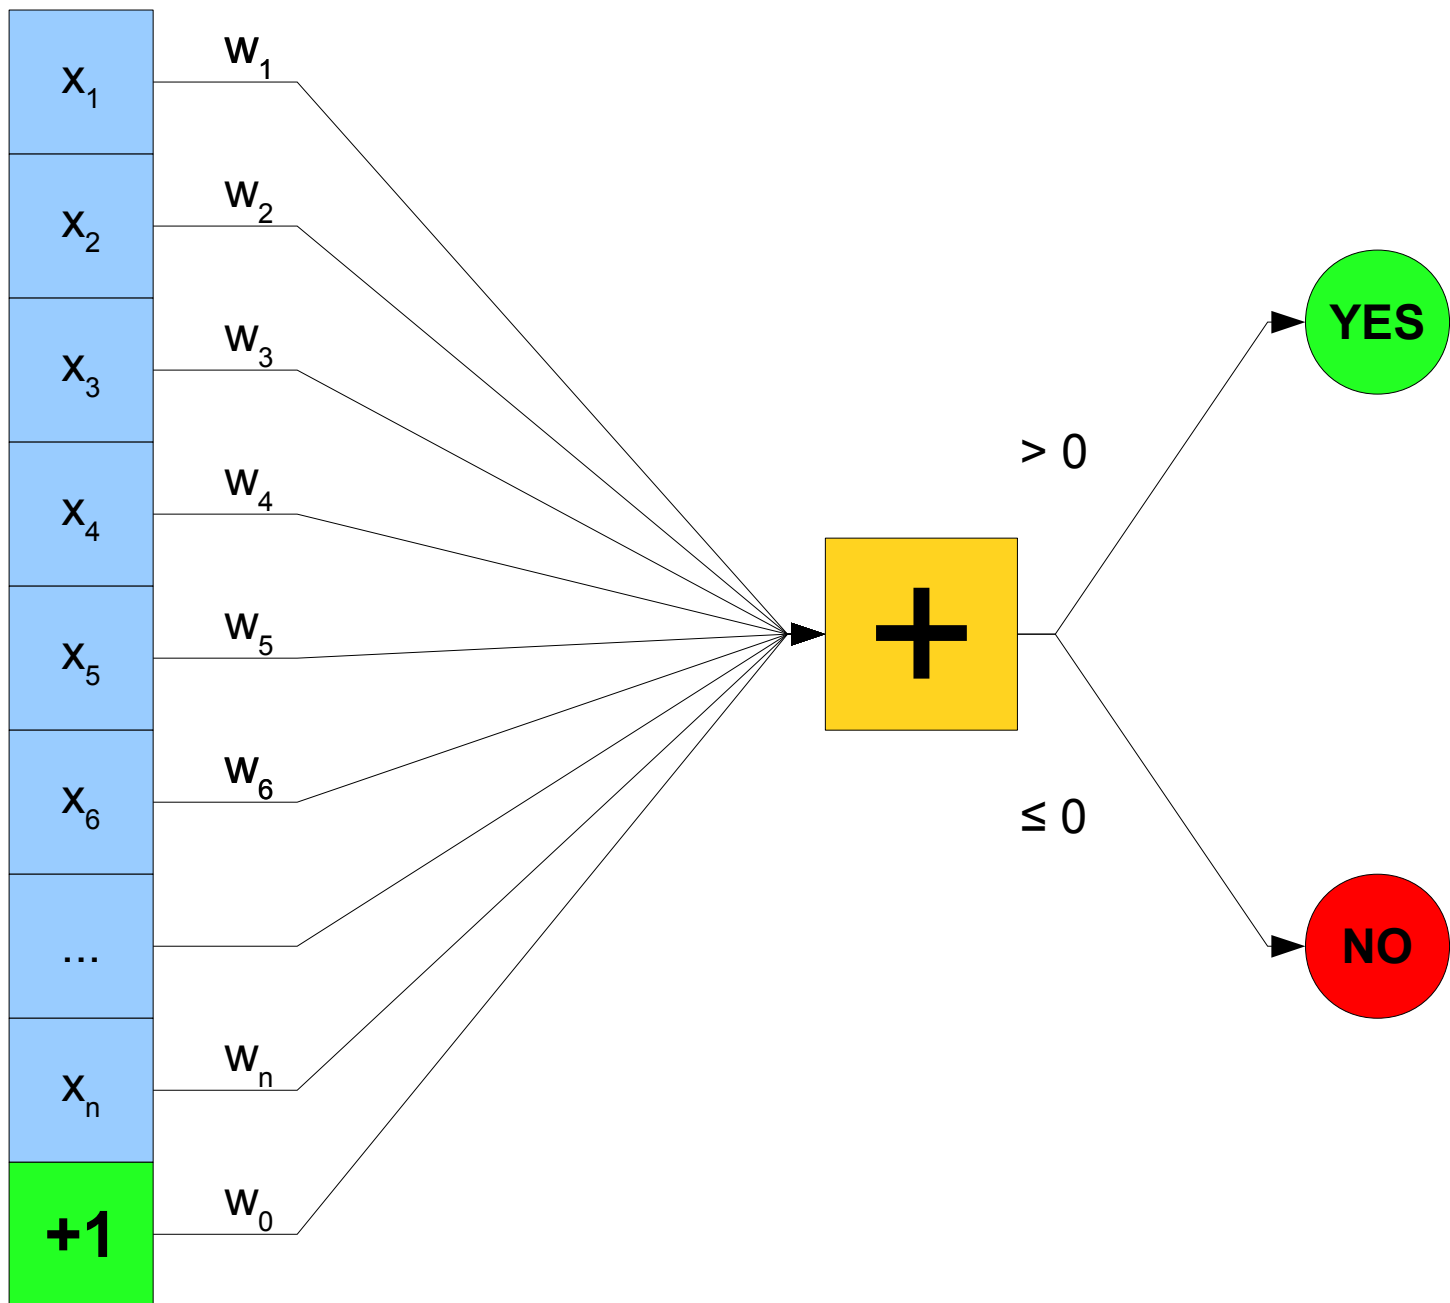 x₁ w₁
x₂ w₂
x₃ w₃
x₄ w₄
x₅ w₅
x₆ w₆
...
xₙ wₙ
+1 w₀
+
> 0
≤ 0
YES
NO